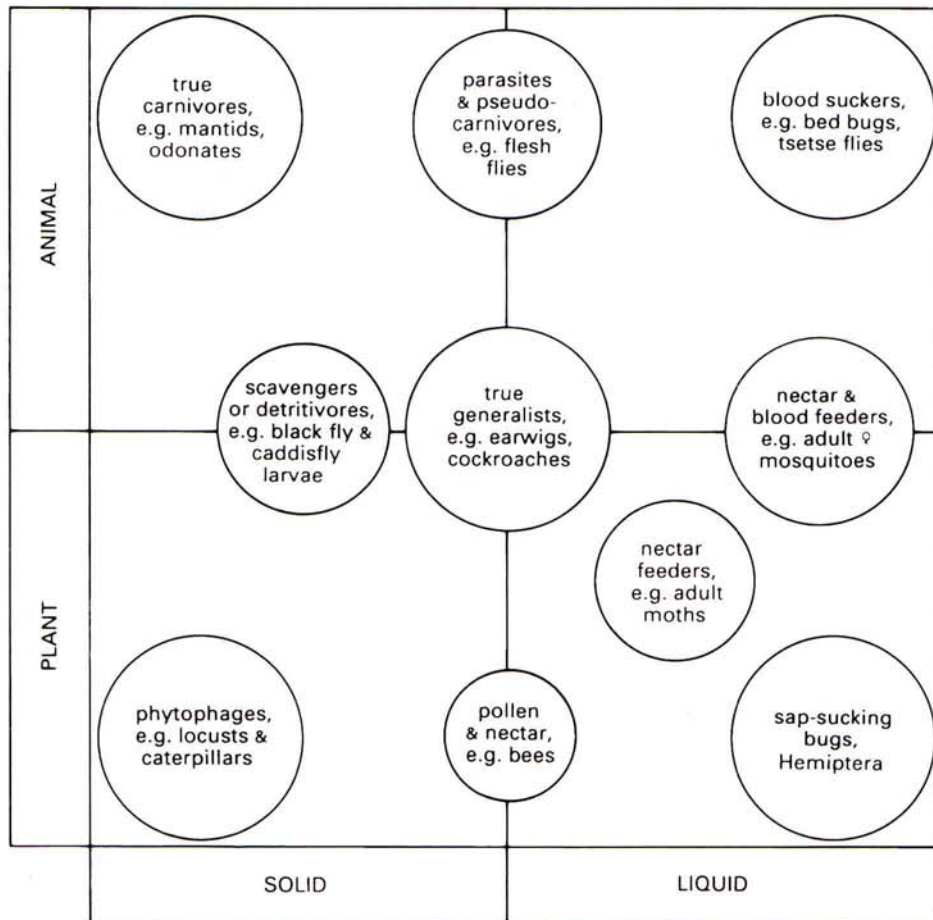 ANIMAL
true
carnivores,
e.g. mantids,
odonates
parasites
& pseudo-
carnivores,
e.g. flesh
flies
blood suckers,
e.g. bed bugs,
tsetse flies
scavengers
or detritivores,
e.g. black fly &
caddisfly
larvae
true
generalists,
e.g. earwigs,
cockroaches
nectar &
blood feeders,
e.g. adult ♀
mosquitoes
PLANT
nectar
feeders,
e.g. adult
moths
phytophages,
e.g. locusts &
caterpillars
pollen
& nectar,
e.g. bees
sap-sucking
bugs,
Hemiptera
SOLID
LIQUID